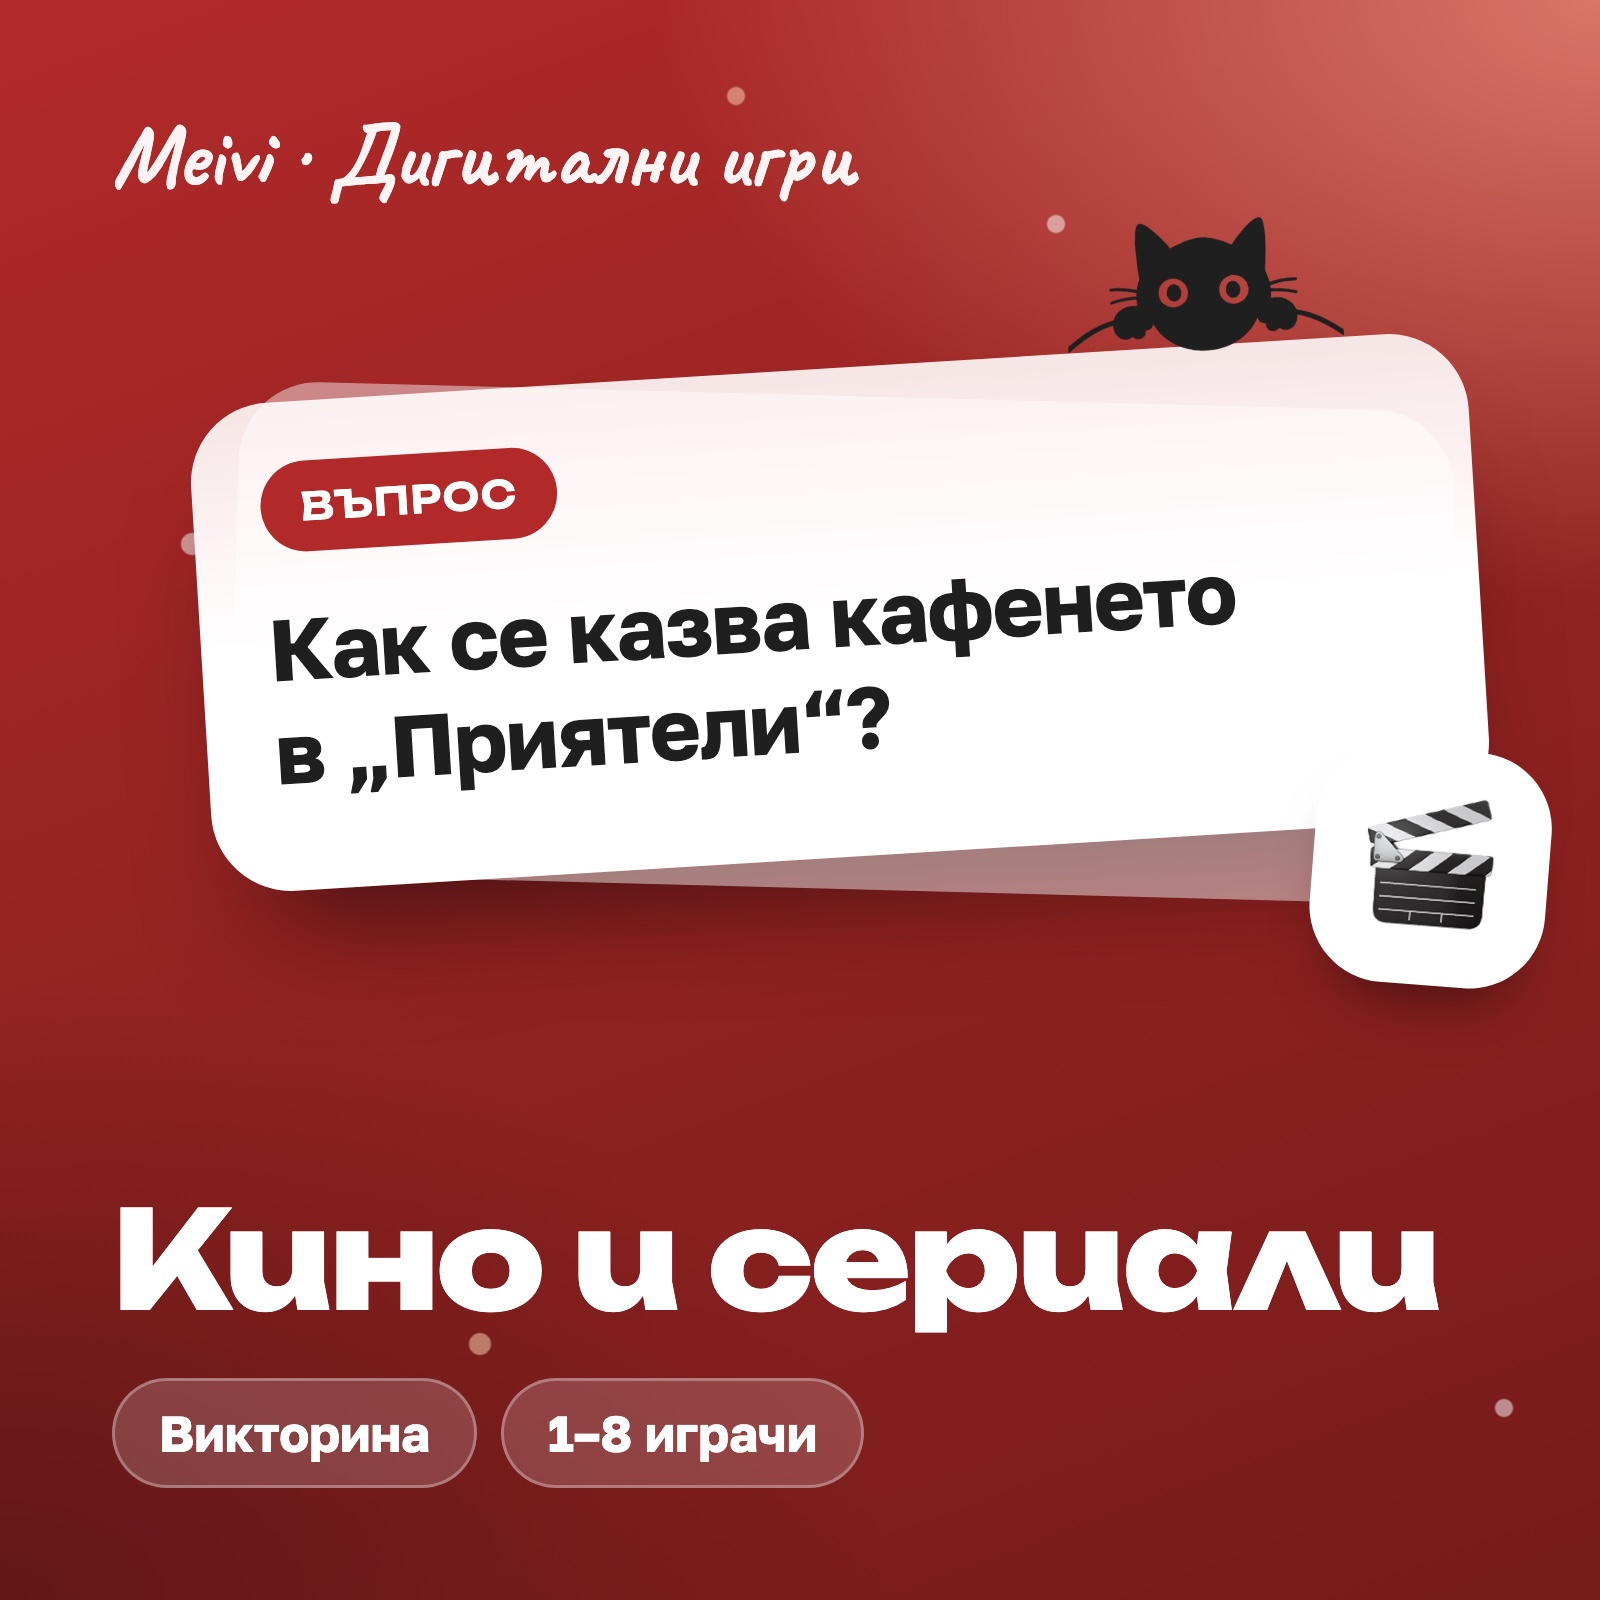 Meivi · Дигитални игри
ВЪПРОС
Как се казва кафенето
в „Приятели“?
Кино и сериали
Викторина
1–8 играчи